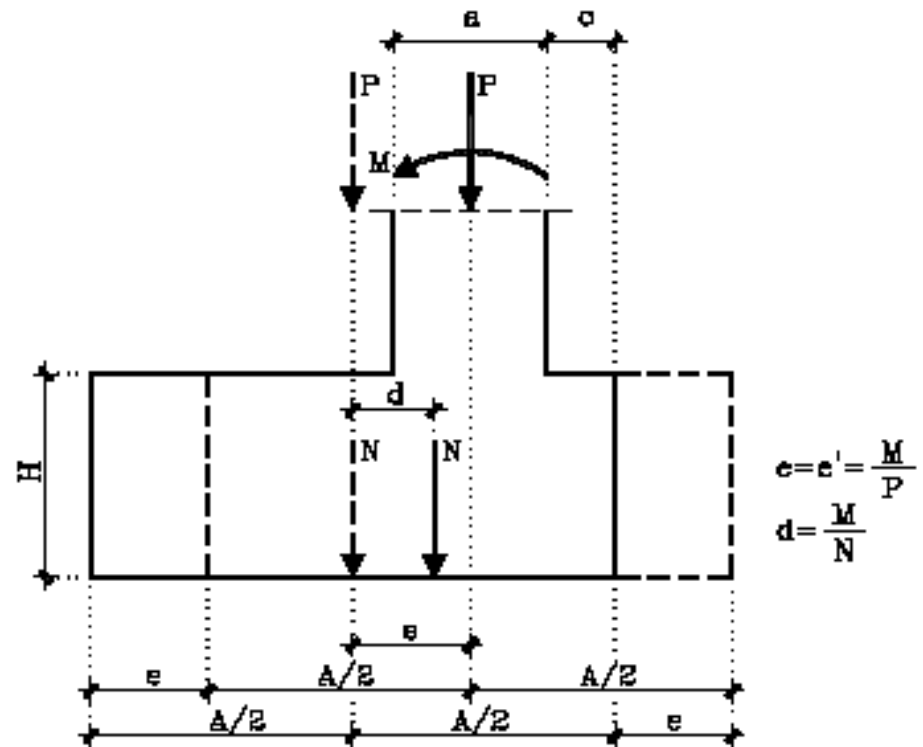 a c
P P
M
d
H
N N
e=e'=M/P
d=M/N
e
e A/2 A/2
A/2 A/2 e